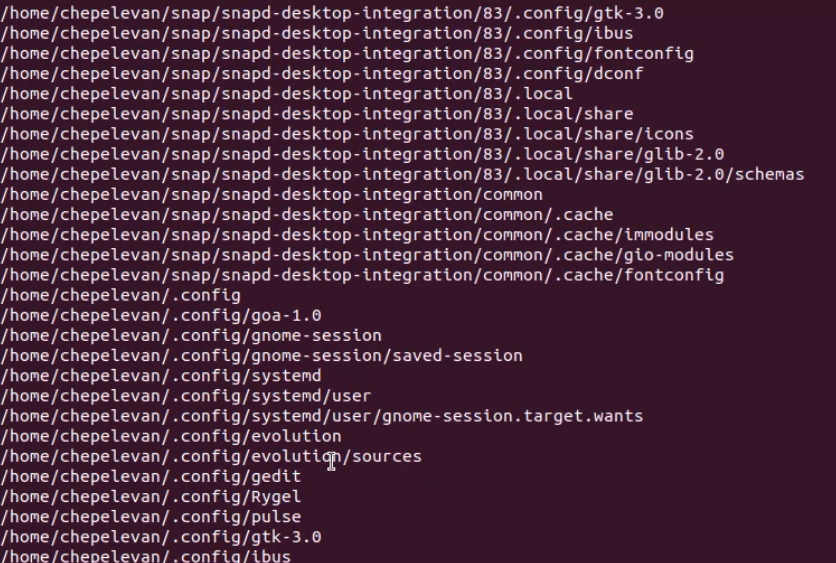 /home/chepelevan/snap/snapd-desktop-integration/83/.config/gtk-3.0
/home/chepelevan/snap/snapd-desktop-integration/83/.config/ibus
/home/chepelevan/snap/snapd-desktop-integration/83/.config/fontconfig
/home/chepelevan/snap/snapd-desktop-integration/83/.config/dconf
/home/chepelevan/snap/snapd-desktop-integration/83/.local
/home/chepelevan/snap/snapd-desktop-integration/83/.local/share
/home/chepelevan/snap/snapd-desktop-integration/83/.local/share/icons
/home/chepelevan/snap/snapd-desktop-integration/83/.local/share/glib-2.0
/home/chepelevan/snap/snapd-desktop-integration/83/.local/share/glib-2.0/schemas
/home/chepelevan/snap/snapd-desktop-integration/common
/home/chepelevan/snap/snapd-desktop-integration/common/.cache
/home/chepelevan/snap/snapd-desktop-integration/common/.cache/immodules
/home/chepelevan/snap/snapd-desktop-integration/common/.cache/gio-modules
/home/chepelevan/snap/snapd-desktop-integration/common/.cache/fontconfig
/home/chepelevan/.config
/home/chepelevan/.config/goa-1.0
/home/chepelevan/.config/gnome-session
/home/chepelevan/.config/gnome-session/saved-session
/home/chepelevan/.config/systemd
/home/chepelevan/.config/systemd/user
/home/chepelevan/.config/systemd/user/gnome-session.target.wants
/home/chepelevan/.config/evolution
/home/chepelevan/.config/evolution/sources
/home/chepelevan/.config/gedit
/home/chepelevan/.config/Rygel
/home/chepelevan/.config/pulse
/home/chepelevan/.config/gtk-3.0
/home/chepelevan/.config/ibus